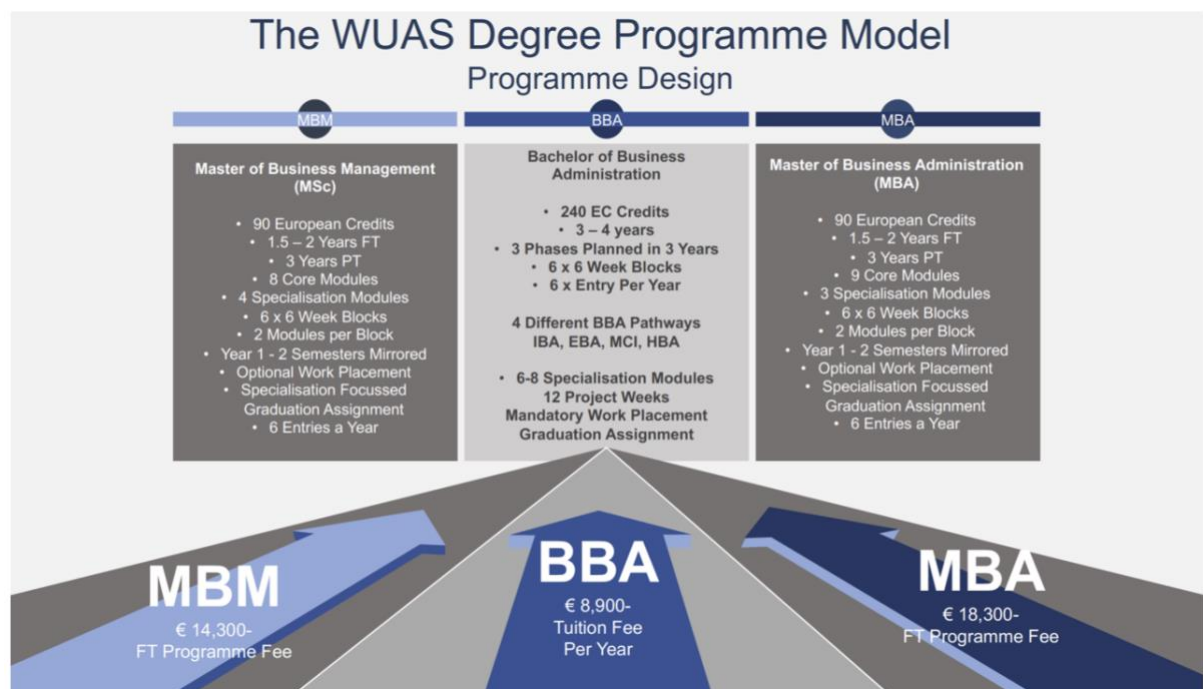 The WUAS Degree Programme Model
Programme Design
MBM
Master of Business Management
(MSc)
• 90 European Credits
• 1.5 – 2 Years FT
• 3 Years PT
• 8 Core Modules
• 4 Specialisation Modules
• 6 x 6 Week Blocks
• 2 Modules per Block
• Year 1 - 2 Semesters Mirrored
• Optional Work Placement
• Specialisation Focussed
Graduation Assignment
• 6 Entries a Year
BBA
Bachelor of Business
Administration
• 240 EC Credits
• 3 – 4 years
• 3 Phases Planned in 3 Years
• 6 x 6 Week Blocks
• 6 x Entry Per Year
4 Different BBA Pathways
IBA, EBA, MCI, HBA
• 6-8 Specialisation Modules
12 Project Weeks
Mandatory Work Placement
Graduation Assignment
MBA
Master of Business Administration
(MBA)
• 90 European Credits
• 1.5 – 2 Years FT
• 3 Years PT
• 9 Core Modules
• 3 Specialisation Modules
• 6 x 6 Week Blocks
• 2 Modules per Block
• Year 1 - 2 Semesters Mirrored
• Optional Work Placement
• Specialisation Focussed
Graduation Assignment
• 6 Entries a Year
MBM
€ 14,300-
FT Programme Fee
BBA
€ 8,900-
Tuition Fee
Per Year
MBA
€ 18,300-
FT Programme Fee